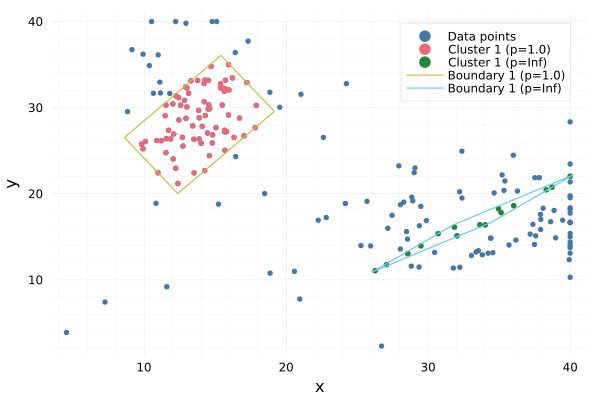 Data points
Cluster 1 (p=1.0)
Cluster 1 (p=Inf)
Boundary 1 (p=1.0)
Boundary 1 (p=Inf)
40
30
20
10
y
10
20
30
40
x